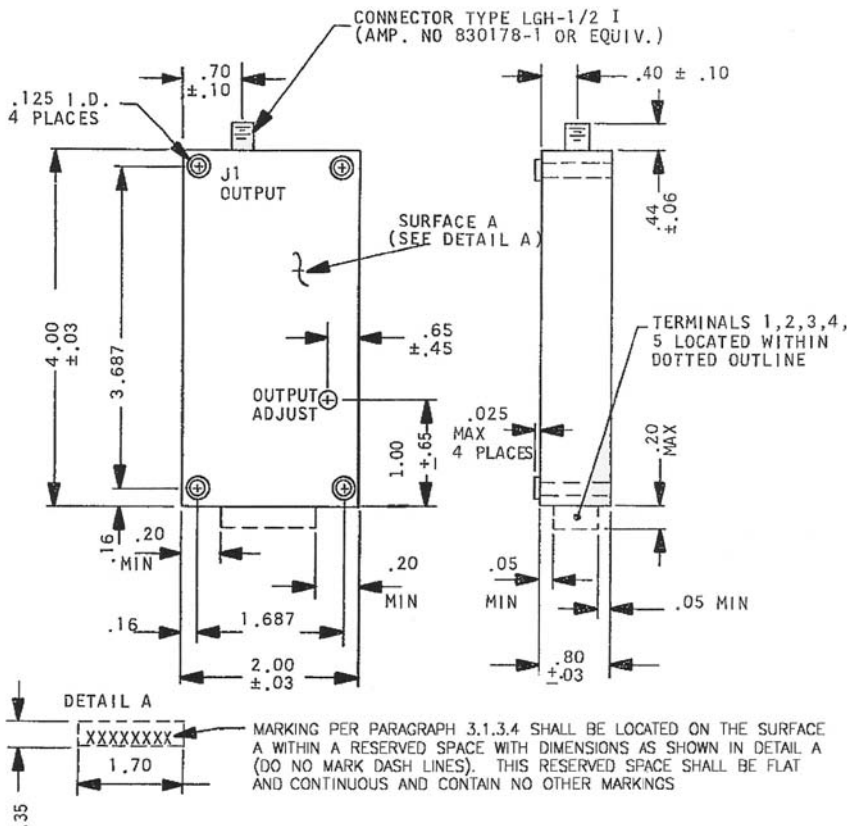 CONNECTOR TYPE LGH-1/2 I
(AMP. NO 830178-1 OR EQUIV.)
.70
±.10
.40 ± .10
.125 I.D.
4 PLACES
J1
OUTPUT
.44
±.06
SURFACE A
(SEE DETAIL A)
4.00
±.03
3.687
.65
±.45
TERMINALS 1,2,3,4,
5 LOCATED WITHIN
DOTTED OUTLINE
OUTPUT
ADJUST
1.00
±.65
.025
MAX
4 PLACES
.20
MAX
.16
.20
MIN
.20
MIN
.05
MIN
.05 MIN
.16
1.687
2.00
±.03
.80
±.03
DETAIL A
XXXXXXXX
1.70
.35
MARKING PER PARAGRAPH 3.1.3.4 SHALL BE LOCATED ON THE SURFACE
A WITHIN A RESERVED SPACE WITH DIMENSIONS AS SHOWN IN DETAIL A
(DO NO MARK DASH LINES). THIS RESERVED SPACE SHALL BE FLAT
AND CONTINUOUS AND CONTAIN NO OTHER MARKINGS